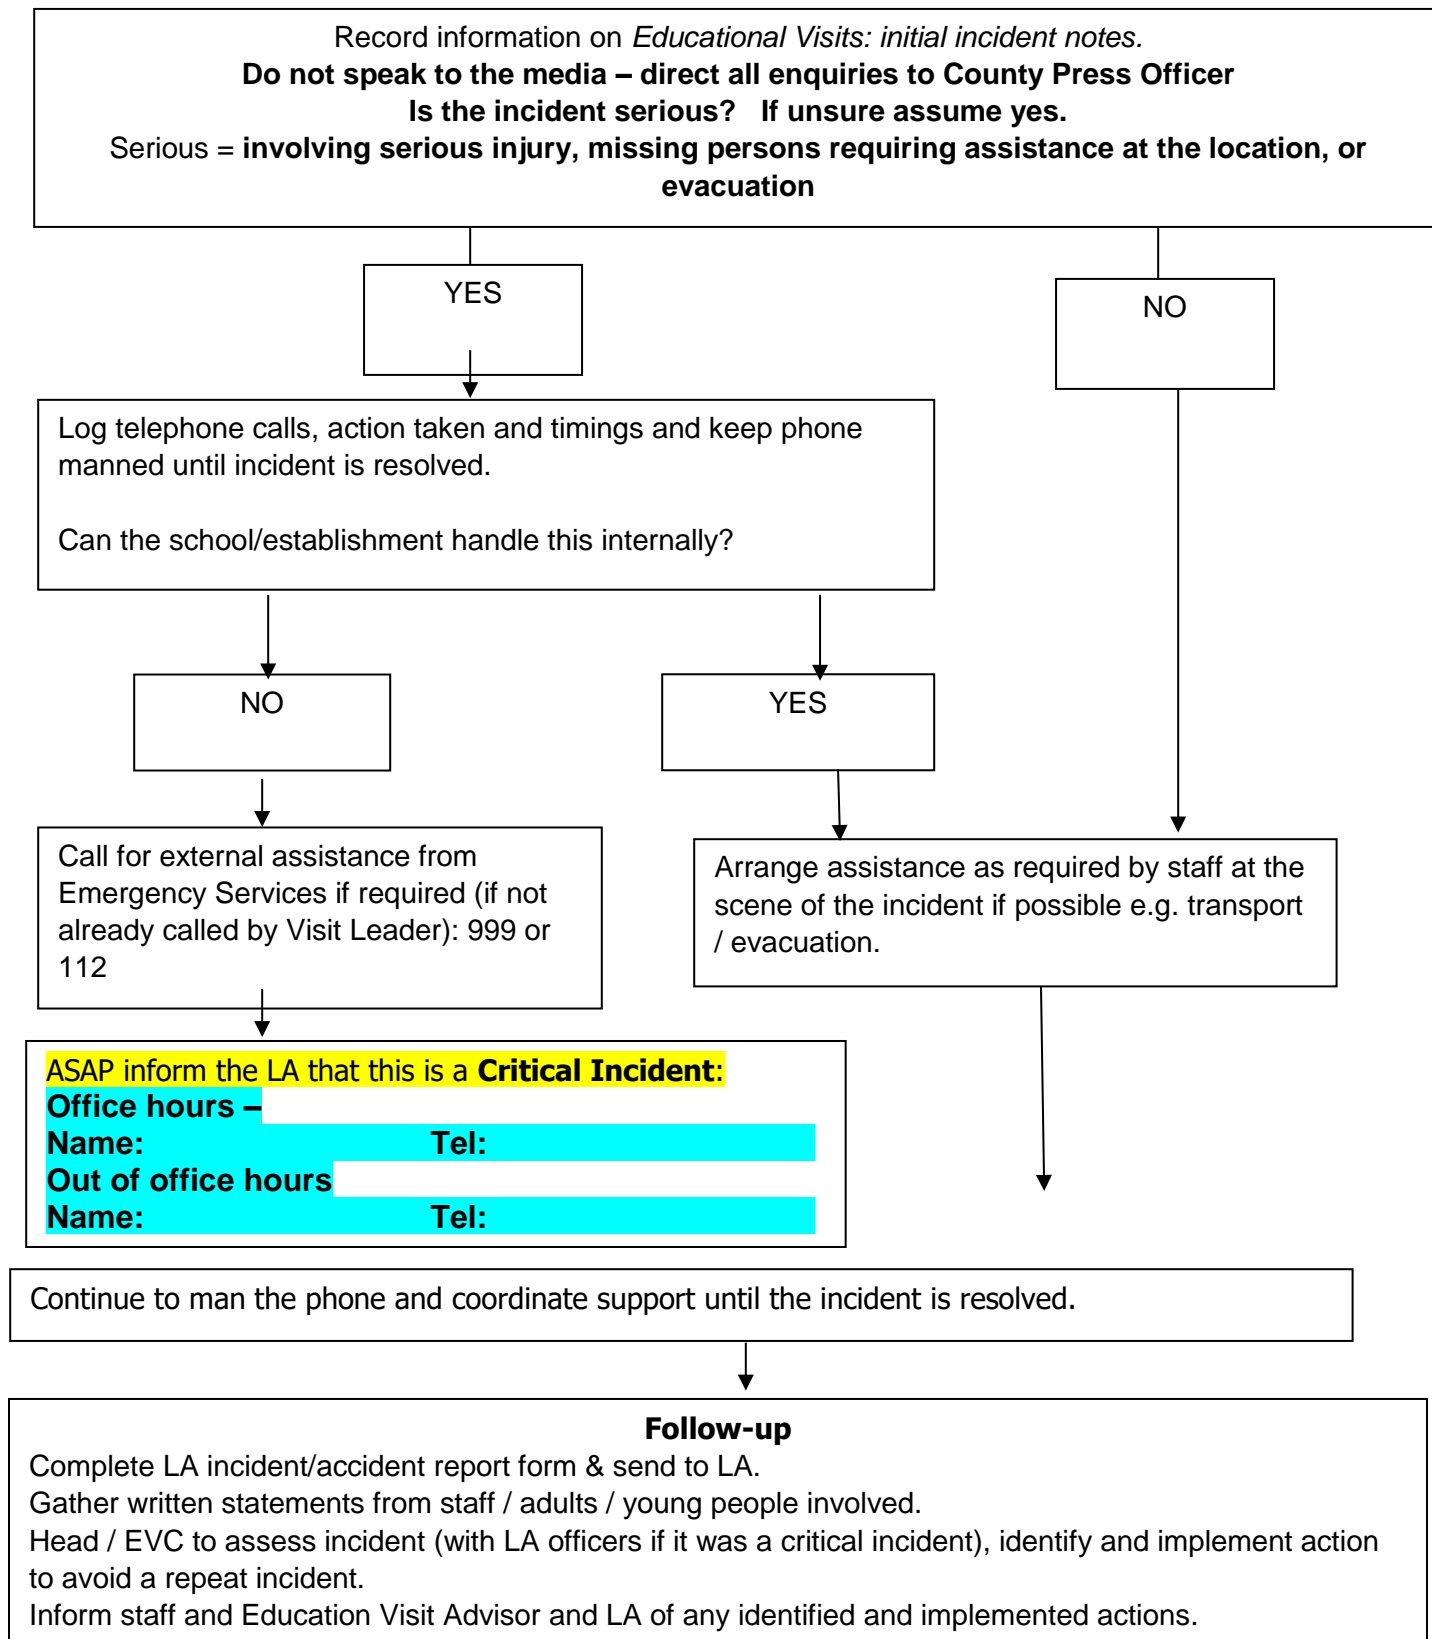 Record information on Educational Visits: initial incident notes.
Do not speak to the media – direct all enquiries to County Press Officer
Is the incident serious?   If unsure assume yes.
Serious = involving serious injury, missing persons requiring assistance at the location, or
evacuation
YES
NO
Log telephone calls, action taken and timings and keep phone
manned until incident is resolved.
Can the school/establishment handle this internally?
NO
YES
Call for external assistance from
Emergency Services if required (if not
already called by Visit Leader): 999 or
112
Arrange assistance as required by staff at the
scene of the incident if possible e.g. transport
/ evacuation.
ASAP inform the LA that this is a Critical Incident:
Office hours –
Name: Tel:
Out of office hours
Name: Tel:
Continue to man the phone and coordinate support until the incident is resolved.
Follow-up
Complete LA incident/accident report form & send to LA.
Gather written statements from staff / adults / young people involved.
Head / EVC to assess incident (with LA officers if it was a critical incident), identify and implement action
to avoid a repeat incident.
Inform staff and Education Visit Advisor and LA of any identified and implemented actions.